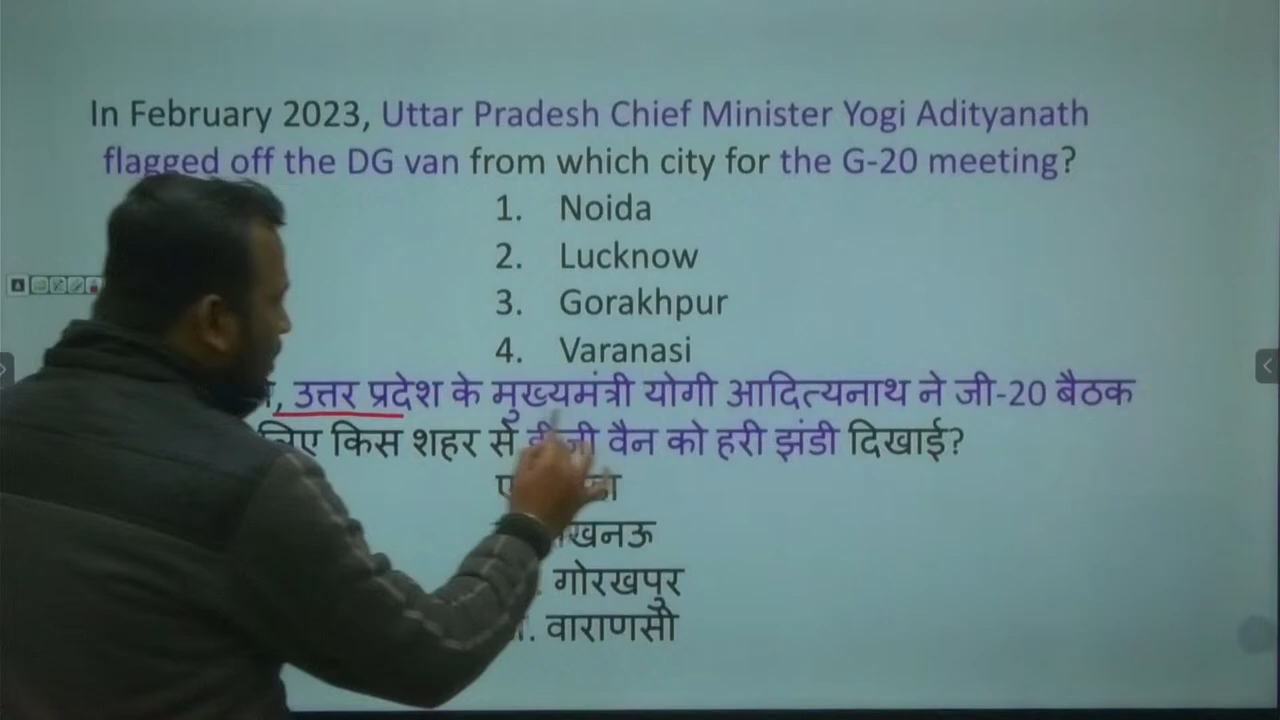 In February 2023, Uttar Pradesh Chief Minister Yogi Adityanath
flagged off the DG van from which city for the G-20 meeting?
1. Noida
2. Lucknow
3. Gorakhpur
4. Varanasi
उत्तर प्रदेश के मुख्यमंत्री योगी आदित्यनाथ ने जी-20 बैठक
किस शहर से डीजी वैन को हरी झंडी दिखाई?
गोरखपुर
वाराणसी